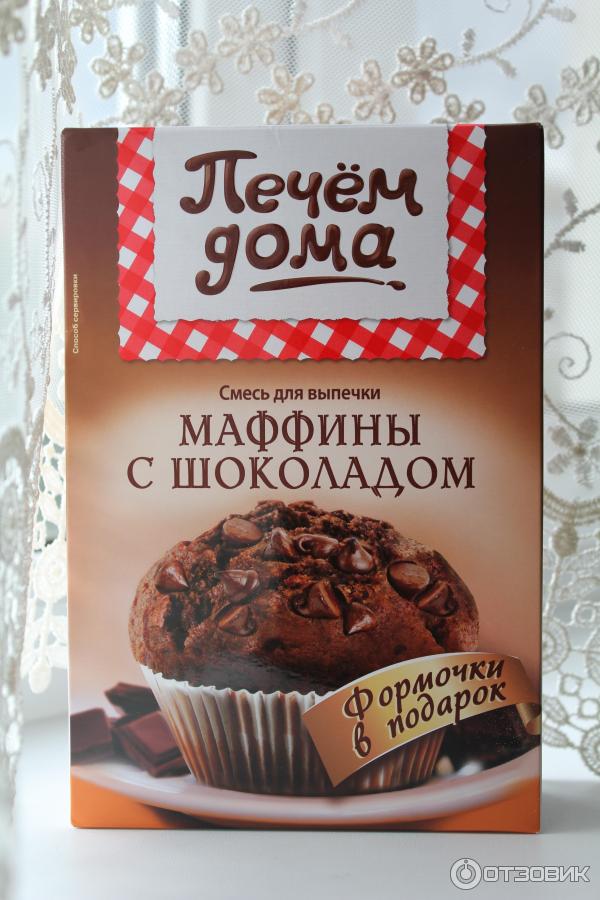 Печём
дома
Способ сервировки
Смесь для выпечки
МАФФИНЫ
С ШОКОЛАДОМ
Формочки
в подарок
ОТЗОВИК